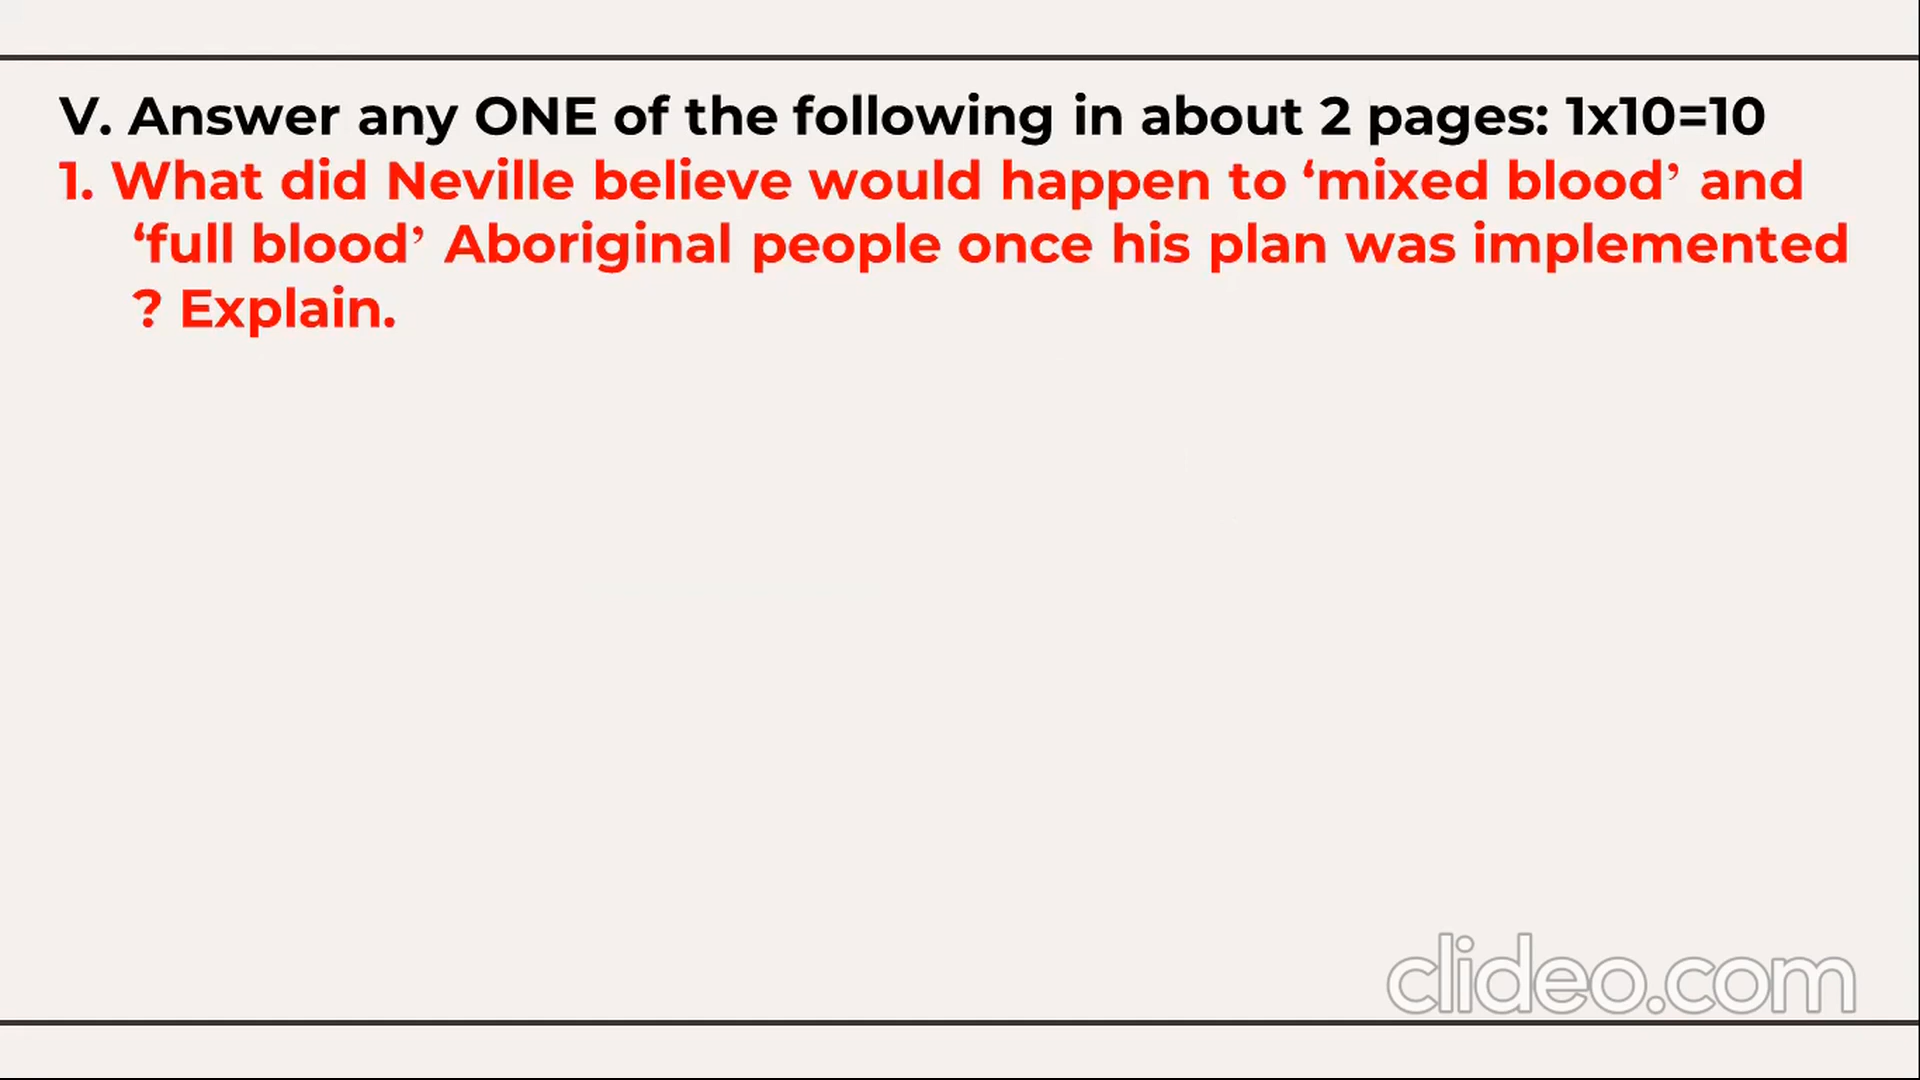 V. Answer any ONE of the following in about 2 pages: 1x10=10
1. What did Neville believe would happen to ‘mixed blood’ and
‘full blood’ Aboriginal people once his plan was implemented
? Explain.
clideo.com